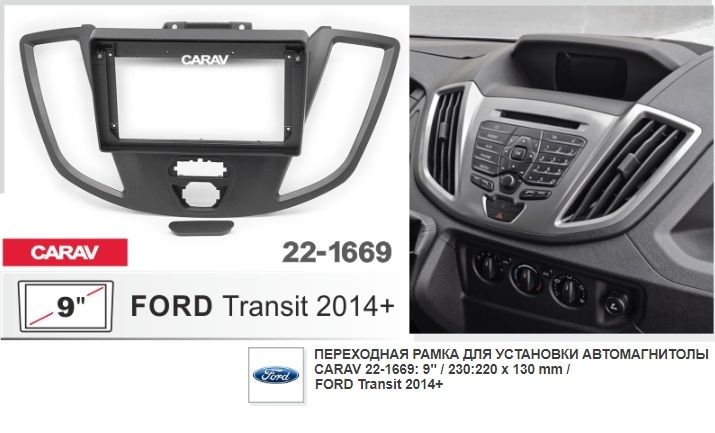 CARAV
CARAV
22-1669
9"
FORD Transit 2014+
Ford
ПЕРЕХОДНАЯ РАМКА ДЛЯ УСТАНОВКИ АВТОМАГНИТОЛЫ
CARAV 22-1669: 9" / 230:220 x 130 mm /
FORD Transit 2014+